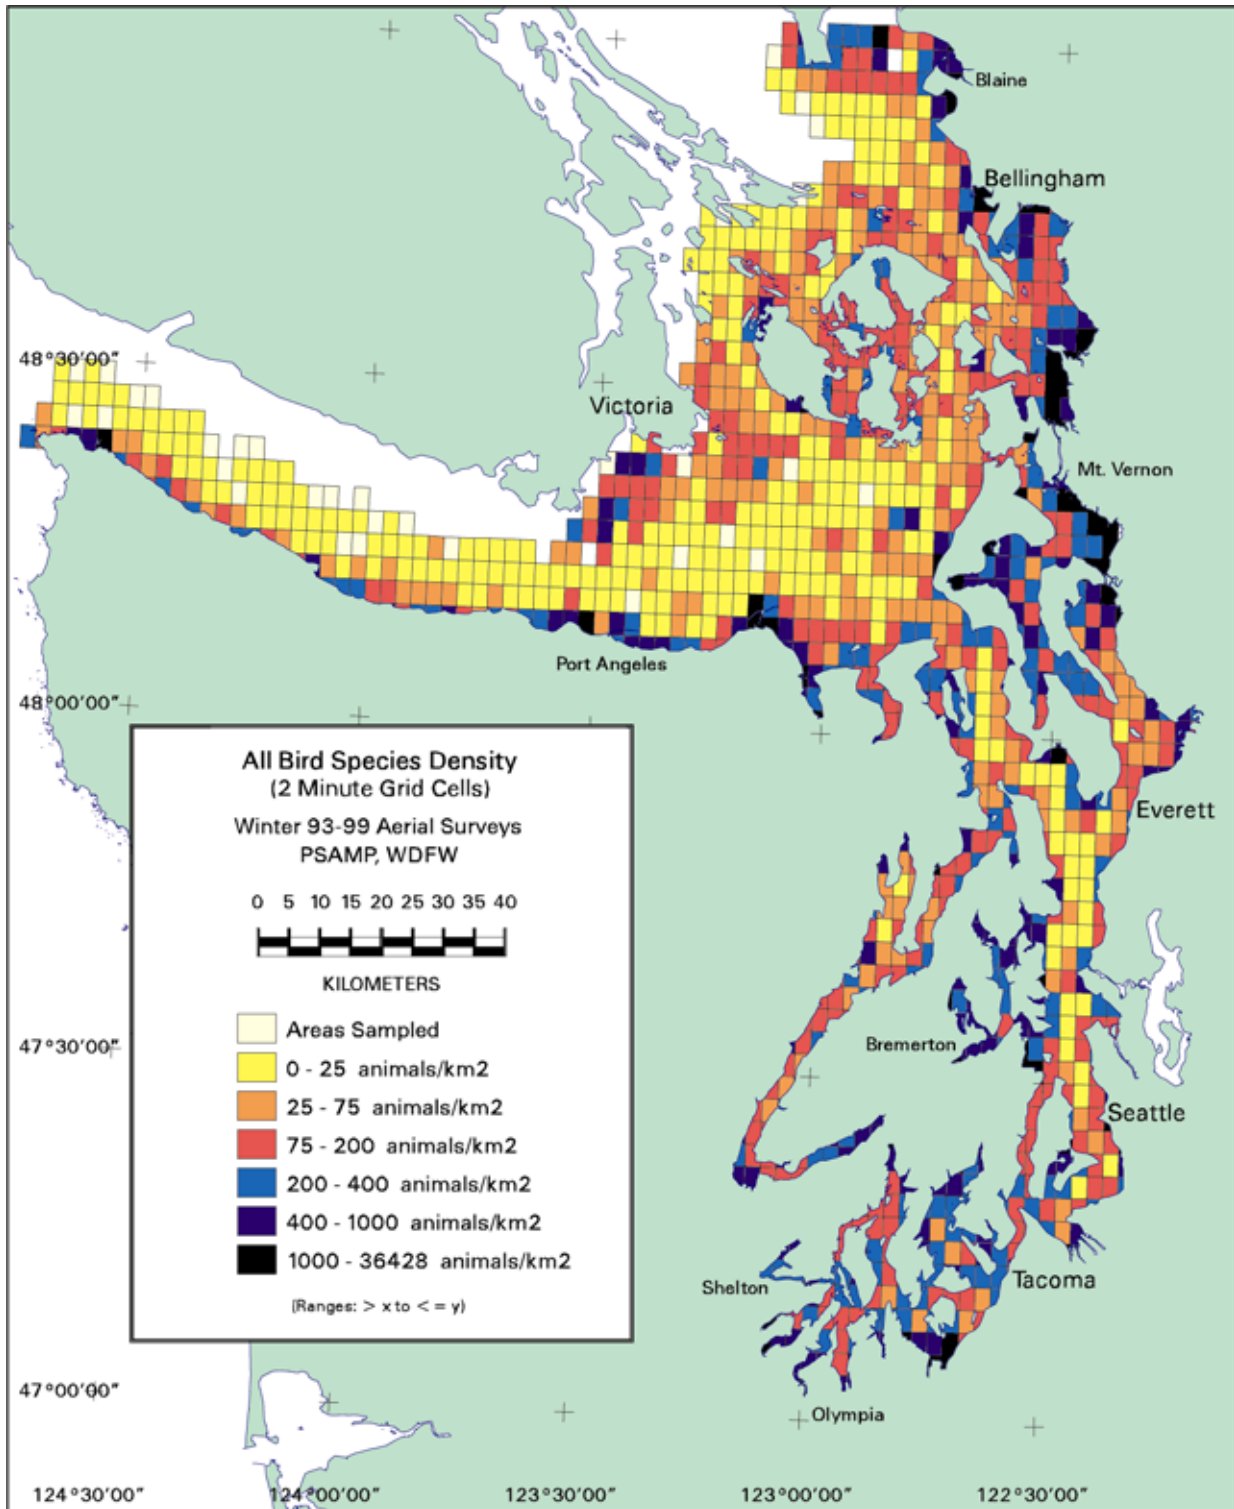 Blaine
Bellingham
48°30'00"
Victoria
Mt. Vernon
Port Angeles
48°00'00"
All Bird Species Density
(2 Minute Grid Cells)
Winter 93-99 Aerial Surveys
PSAMP, WDFW
0 5 10 15 20 25 30 35 40
KILOMETERS
Areas Sampled
0 - 25 animals/km2
25 - 75 animals/km2
75 - 200 animals/km2
200 - 400 animals/km2
400 - 1000 animals/km2
1000 - 36428 animals/km2
(Ranges: > x to < = y)
Everett
47°30'00"
Bremerton
Seattle
Shelton
Tacoma
47°00'00"
Olympia
124°30'00" 124°00'00" 123°30'00" 123°00'00" 122°30'00"